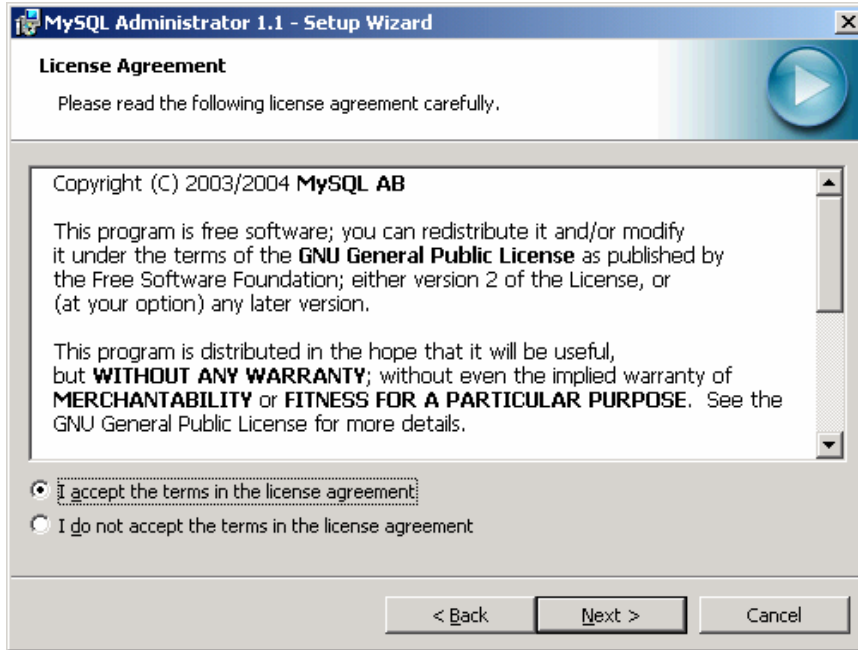 MySQL Administrator 1.1 - Setup Wizard
License Agreement
Please read the following license agreement carefully.
Copyright (C) 2003/2004 MySQL AB
This program is free software; you can redistribute it and/or modify
it under the terms of the GNU General Public License as published by
the Free Software Foundation; either version 2 of the License, or
(at your option) any later version.
This program is distributed in the hope that it will be useful,
but WITHOUT ANY WARRANTY; without even the implied warranty of
MERCHANTABILITY or FITNESS FOR A PARTICULAR PURPOSE.  See the
GNU General Public License for more details.
I accept the terms in the license agreement
I do not accept the terms in the license agreement
< Back
Next >
Cancel